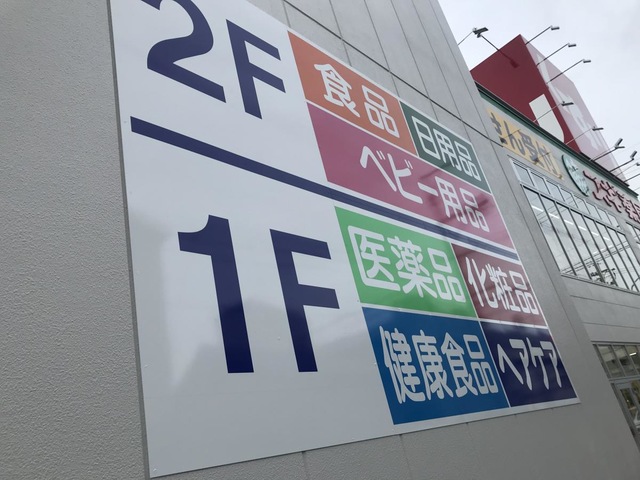 2F
食品
日用品
ベビー用品
1F
医薬品
化粧品
健康食品
ヘアケア